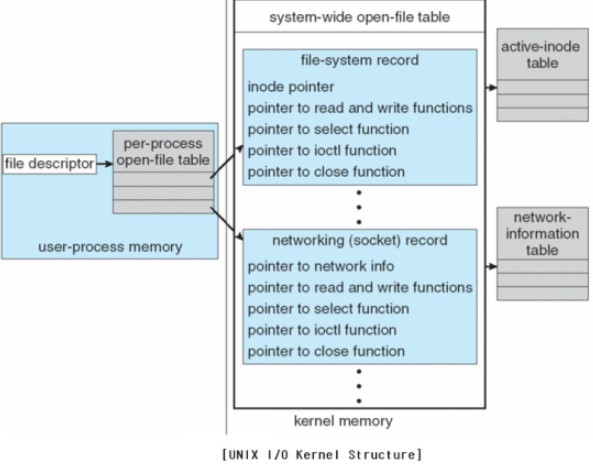 system-wide open-file table
file-system record
inode pointer
pointer to read and write functions
pointer to select function
pointer to ioctl function
pointer to close function
active-inode
table
per-process
open-file table
file descriptor
user-process memory
networking (socket) record
pointer to network info
pointer to read and write functions
pointer to select function
pointer to ioctl function
pointer to close function
network-
information
table
kernel memory
[UNIX I/O Kernel Structure]